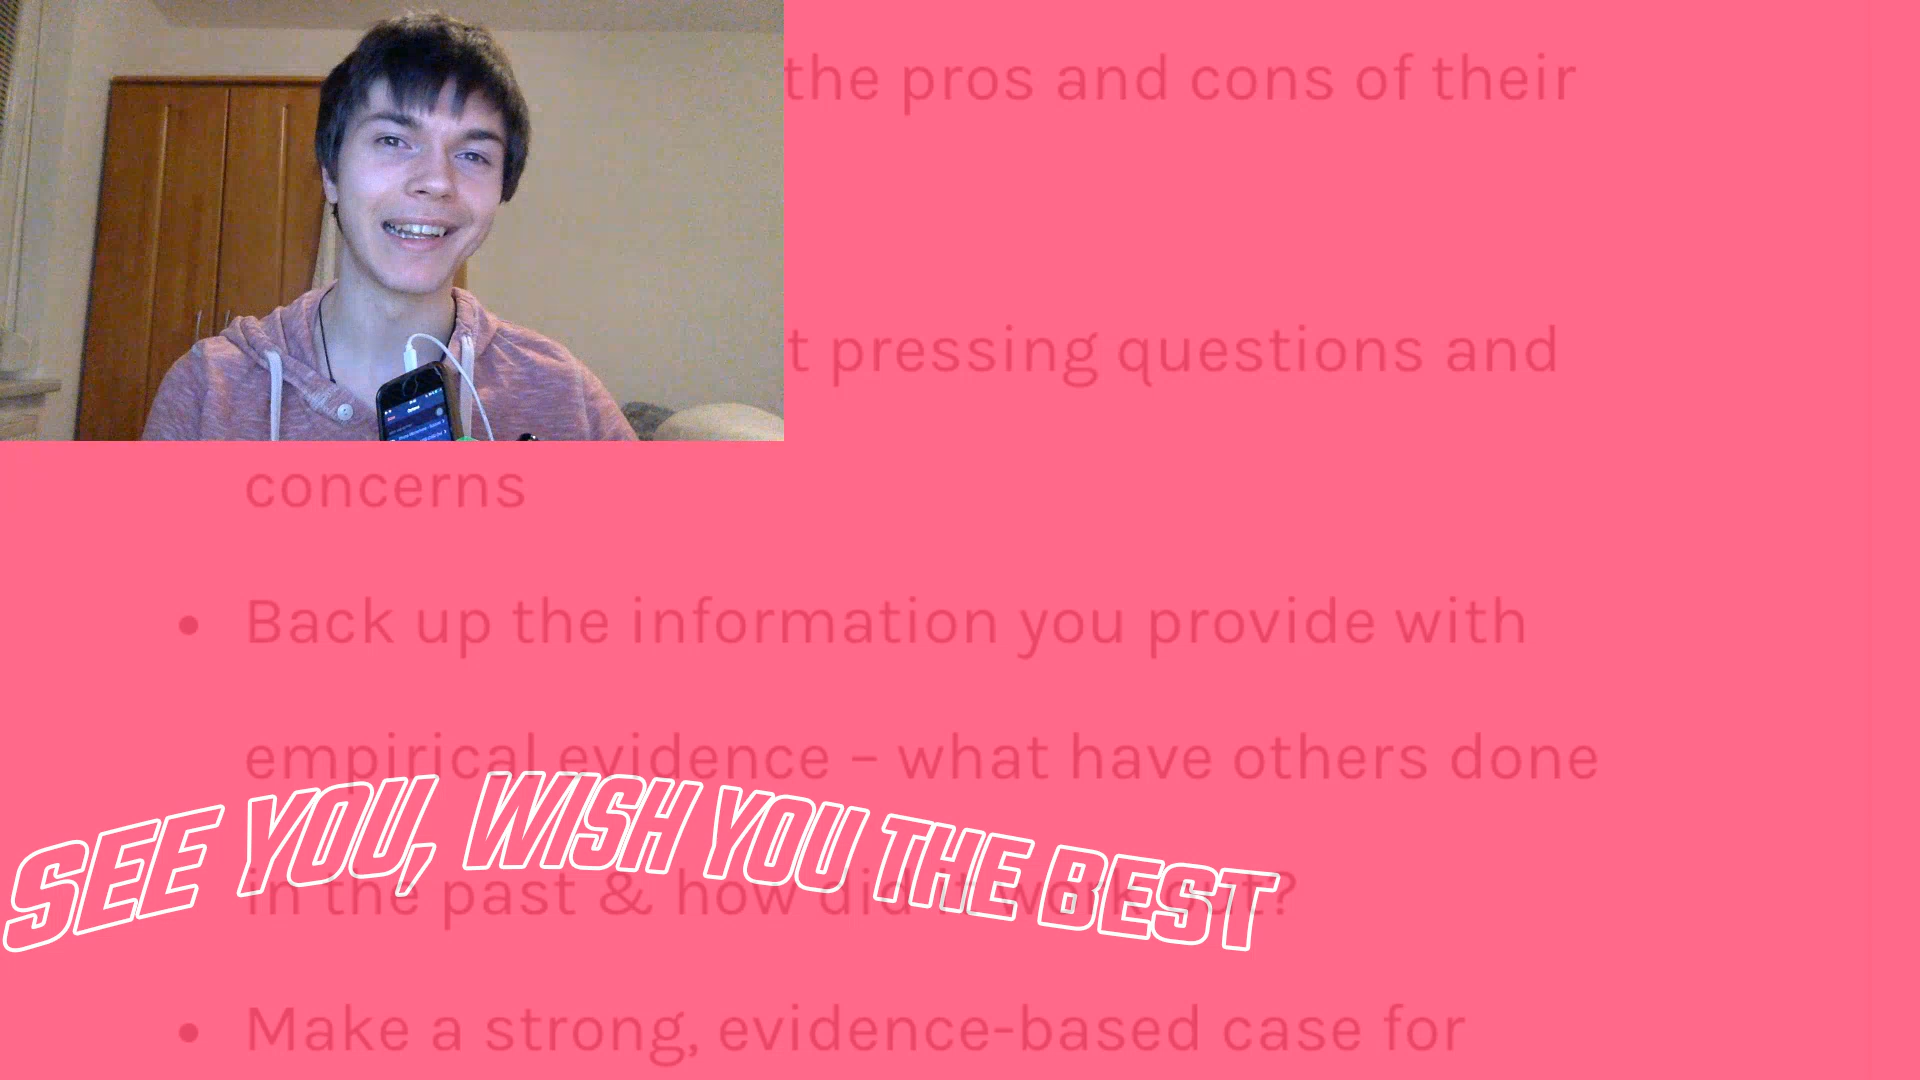 the pros and cons of their
t pressing questions and
concerns
• Back up the information you provide with
empirical evidence – what have others done
in the past & how did it work out?
SEE YOU, WISH YOU THE BEST
• Make a strong, evidence-based case for